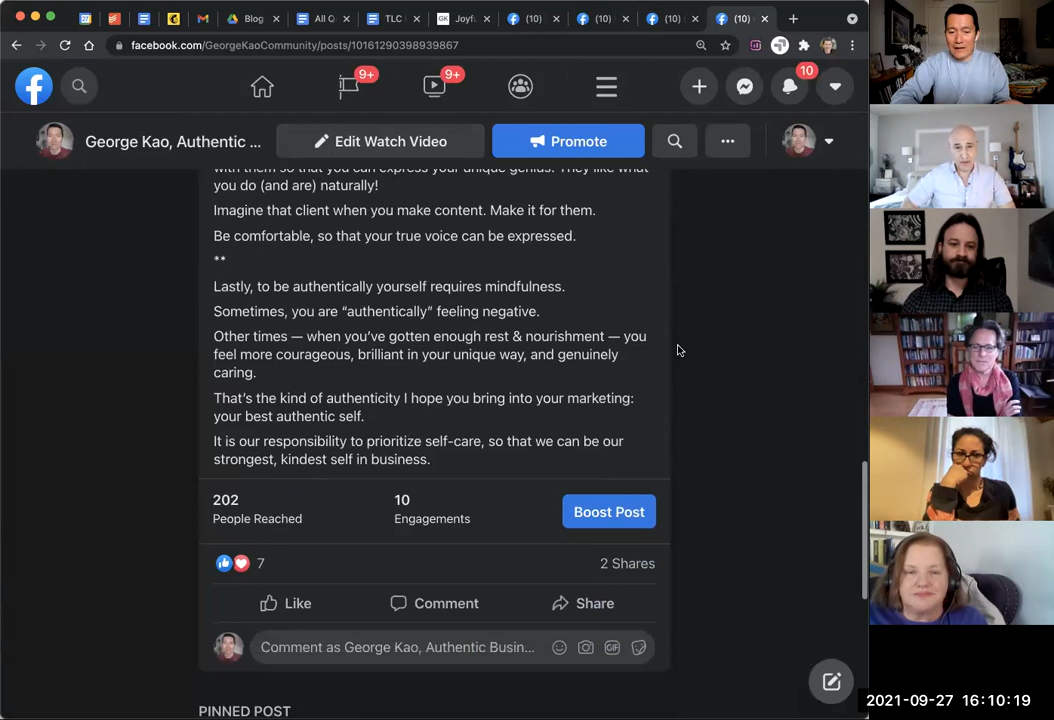 Blog
All Q
TLC
GK
Joyf
(10)
(10)
(10)
(10)
facebook.com/GeorgeKaoCommunity/posts/10161290398939867
9+
9+
10
George Kao, Authentic ...
Edit Watch Video
Promote
with them so that you can express your unique genius. They like what
you do (and are) naturally!
Imagine that client when you make content. Make it for them.
Be comfortable, so that your true voice can be expressed.
**
Lastly, to be authentically yourself requires mindfulness.
Sometimes, you are “authentically” feeling negative.
Other times — when you’ve gotten enough rest & nourishment — you
feel more courageous, brilliant in your unique way, and genuinely
caring.
That’s the kind of authenticity I hope you bring into your marketing:
your best authentic self.
It is our responsibility to prioritize self-care, so that we can be our
strongest, kindest self in business.
202
People Reached
10
Engagements
Boost Post
7
2 Shares
Like
Comment
Share
Comment as George Kao, Authentic Busin...
GIF
PINNED POST
2021-09-27 16:10:19